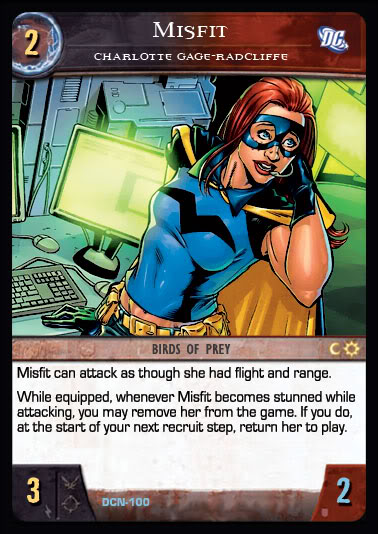 2
MISFIT
DC
CHARLOTTE GAGE-RADCLIFFE
BIRDS OF PREY
Misfit can attack as though she had flight and range.
While equipped, whenever Misfit becomes stunned while
attacking, you may remove her from the game. If you do,
at the start of your next recruit step, return her to play.
3
DCN-100
2